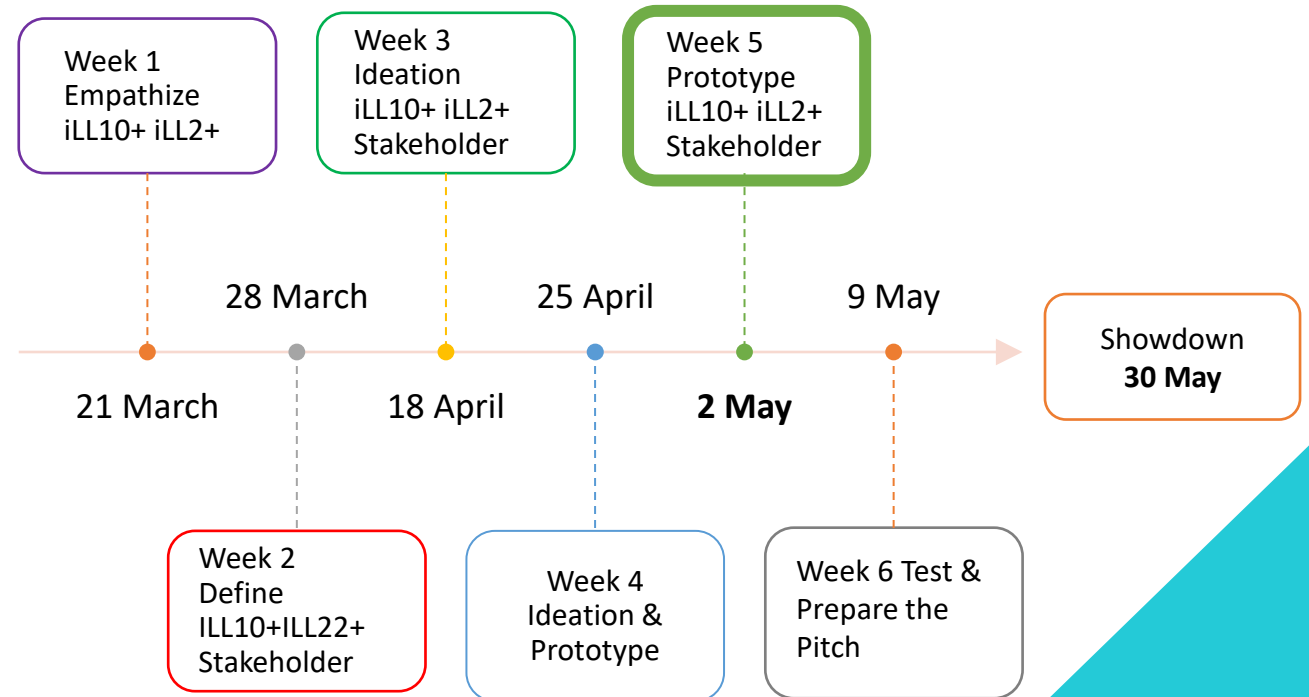 Week 1
Empathize
iLL10+ iLL2+
Week 3
Ideation
iLL10+ iLL2+
Stakeholder
Week 5
Prototype
iLL10+ iLL2+
Stakeholder
28 March
25 April
9 May
21 March
18 April
2 May
Showdown
30 May
Week 2
Define
ILL10+ILL22+
Stakeholder
Week 4
Ideation &
Prototype
Week 6 Test &
Prepare the
Pitch